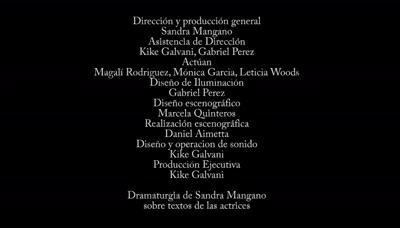 Dirección y producción general
Sandra Mangano
Asistencia de Dirección
Kike Galvani, Gabriel Perez
Actúan
Magalí Rodriguez, Mónica Garcia, Leticia Woods
Diseño de Iluminación
Gabriel Perez
Diseño escenográfico
Marcela Quinteros
Realización escenográfica
Daniel Aimetta
Diseño y operacion de sonido
Kike Galvani
Producción Ejecutiva
Kike Galvani
Dramaturgia de Sandra Mangano
sobre textos de las actrices